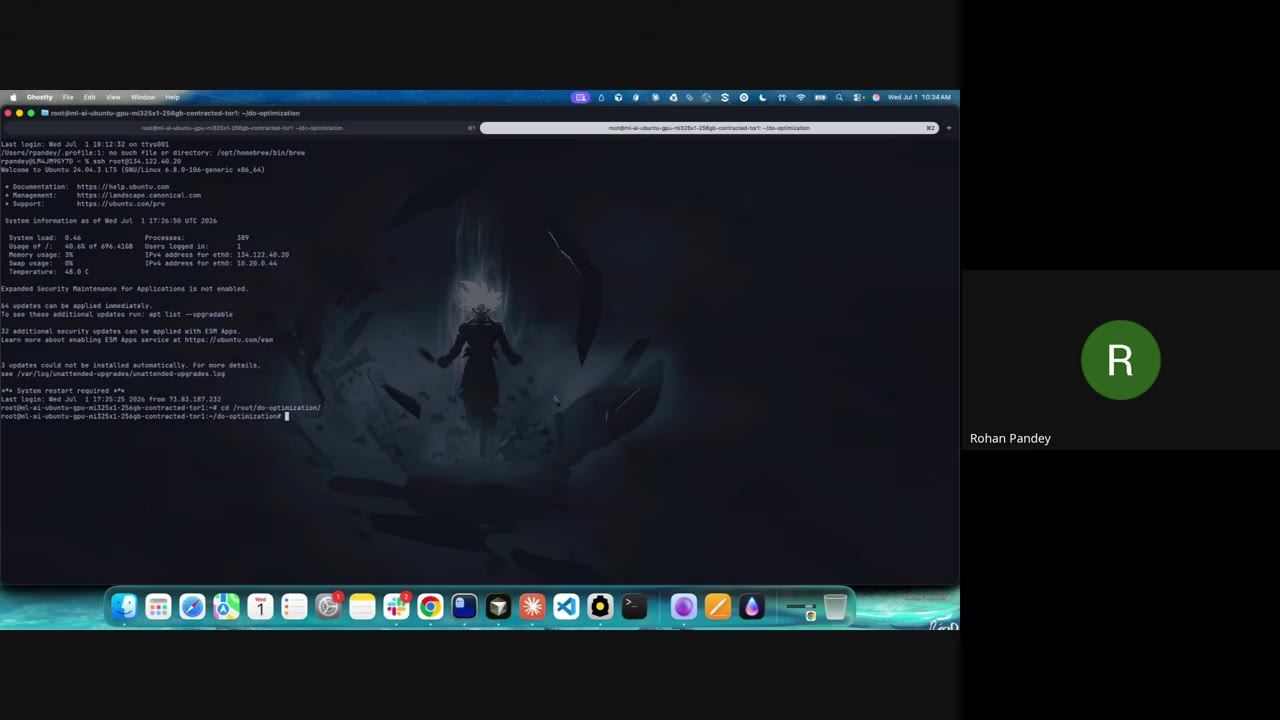 Ghostty File Edit View Window Help
Wed Jul 1 10:34AM
root@ml-ai-ubuntu-gpu-mi325x1-256gb-contracted-tor1: ~/do-optimization
root@ml-ai-ubuntu-gpu-mi325x1-256gb-contracted-tor1: ~/do-optimization ⌘1 root@ml-ai-ubuntu-gpu-mi325x1-256gb-contracted-tor1: ~/do-optimization ⌘2 +
Last login: Wed Jul 1 10:12:32 on ttys001
/Users/rpandey/.profile:1: no such file or directory: /opt/homebrew/bin/brew
ssh root@134.122.40.20
Welcome to Ubuntu 24.04.3 LTS (GNU/Linux 6.8.0-106-generic x86_64)
* Documentation: https://help.ubuntu.com
* Management: https://landscape.canonical.com
* Support: https://ubuntu.com/pro
System information as of Wed Jul 1 17:26:50 UTC 2026
System load: 0.46 Processes: 389
Usage of /: 40.6% of 696.41GB Users logged in: 1
Memory usage: 3% IPv4 address for eth0: 134.122.40.20
Swap usage: 0% IPv4 address for eth0: 10.20.0.44
Temperature: 48.0 C
Expanded Security Maintenance for Applications is not enabled.
64 updates can be applied immediately.
To see these additional updates run: apt list --upgradable
32 additional security updates can be applied with ESM Apps.
Learn more about enabling ESM Apps service at https://ubuntu.com/esm
3 updates could not be installed automatically. For more details,
see /var/log/unattended-upgrades/unattended-upgrades.log
*** System restart required ***
Last login: Wed Jul 1 17:25:25 2026 from 73.83.187.232
root@ml-ai-ubuntu-gpu-mi325x1-256gb-contracted-tor1:~# cd /root/do-optimization/
root@ml-ai-ubuntu-gpu-mi325x1-256gb-contracted-tor1:~/do-optimization#
R
Rohan Pandey
Wed
1
1
2